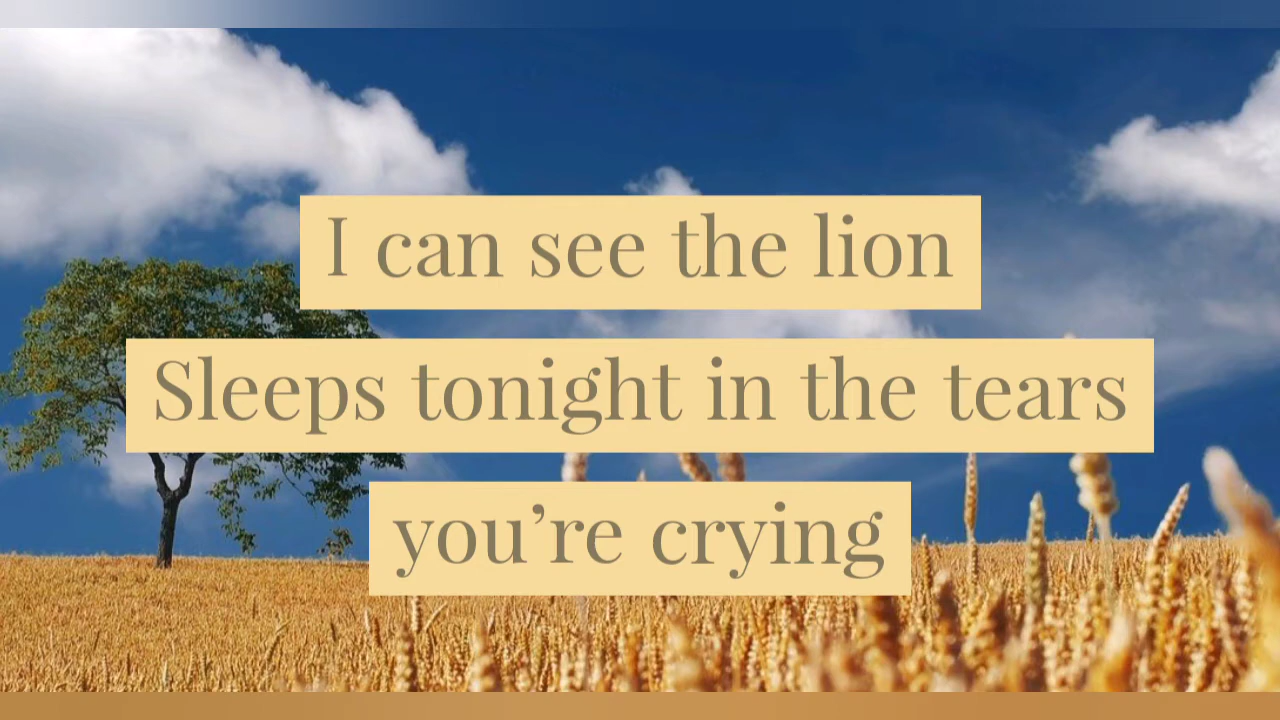 I can see the lion
Sleeps tonight in the tears
you’re crying